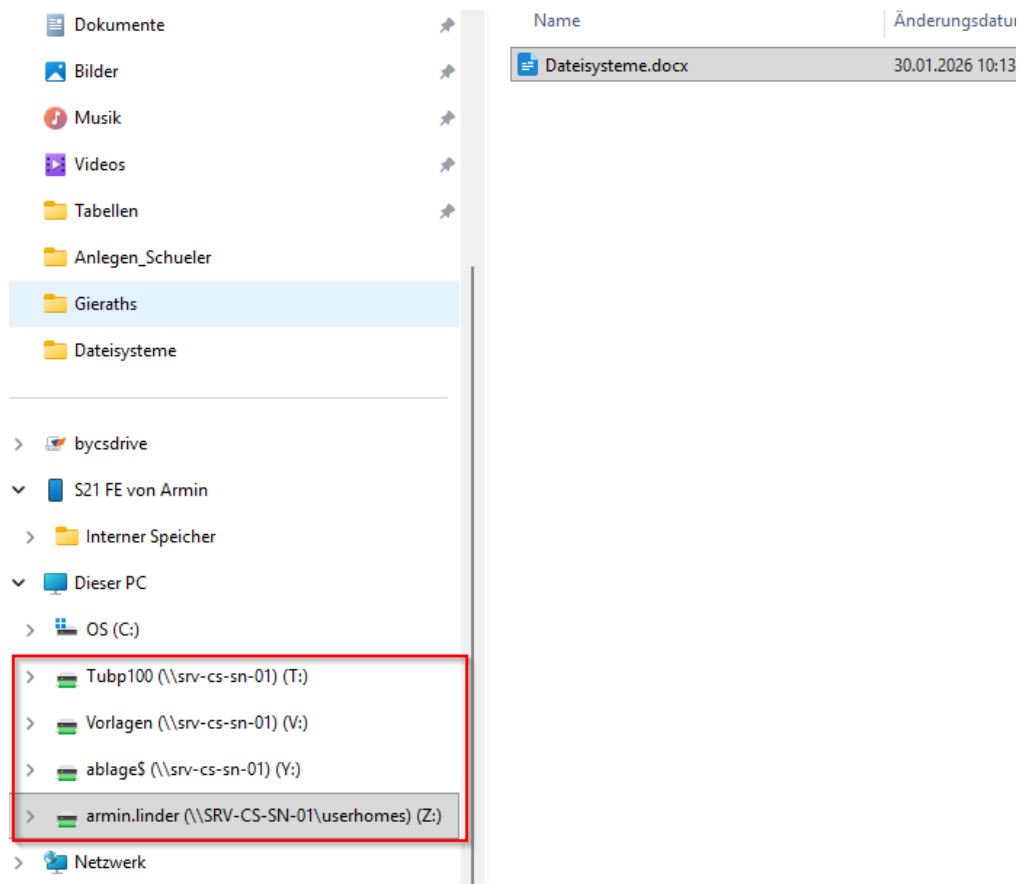 Dokumente
Bilder
Musik
Videos
Tabellen
Anlegen_Schueler
Gieraths
Dateisysteme
bycsdrive
S21 FE von Armin
Interner Speicher
Dieser PC
OS (C:)
Tubp100 (\\srv-cs-sn-01) (T:)
Vorlagen (\\srv-cs-sn-01) (V:)
ablage$ (\\srv-cs-sn-01) (Y:)
armin.linder (\\SRV-CS-SN-01\userhomes) (Z:)
Netzwerk
Name Änderungsdatum
Dateisysteme.docx 30.01.2026 10:13